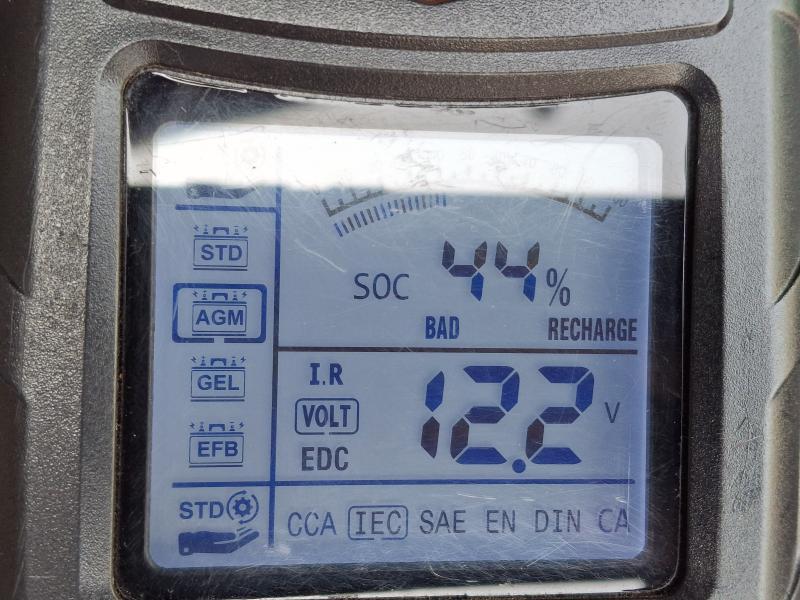 STD
SOC 44%
AGM
BAD RECHARGE
GEL
I.R
VOLT 12.2 V
EFB
EDC
STD
CCA IEC SAE EN DIN CA